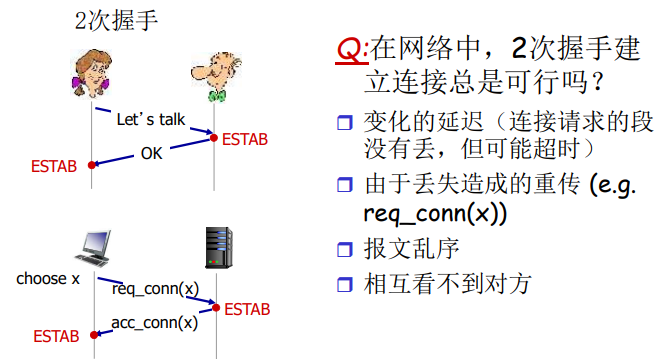 2次握手
Let's talk
ESTAB
OK
ESTAB
choose x
req_conn(x)
ESTAB
acc_conn(x)
ESTAB
Q:在网络中，2次握手建
立连接总是可行吗？
变化的延迟（连接请求的段
没有丢，但可能超时）
由于丢失造成的重传 (e.g.
req_conn(x))
报文乱序
相互看不到对方